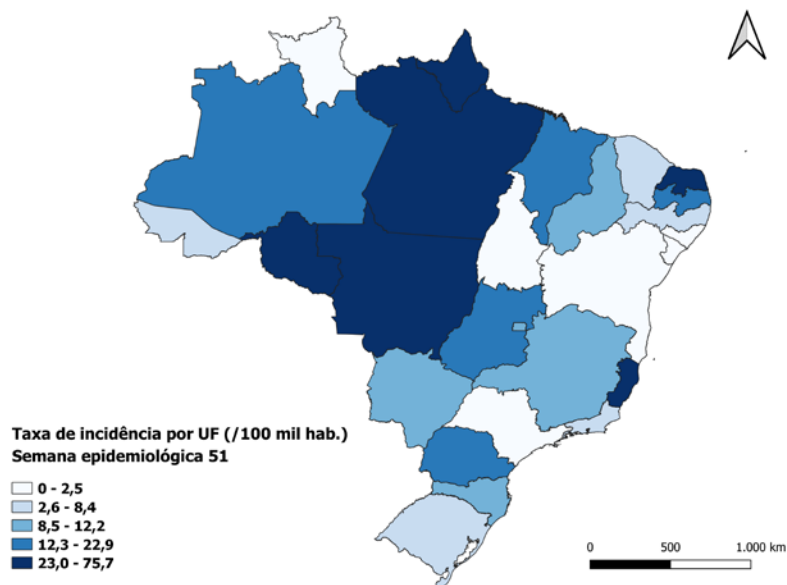 Taxa de incidência por UF (/100 mil hab.)
Semana epidemiológica 51
0 - 2,5
2,6 - 8,4
8,5 - 12,2
12,3 - 22,9
23,0 - 75,7
0 500 1.000 km